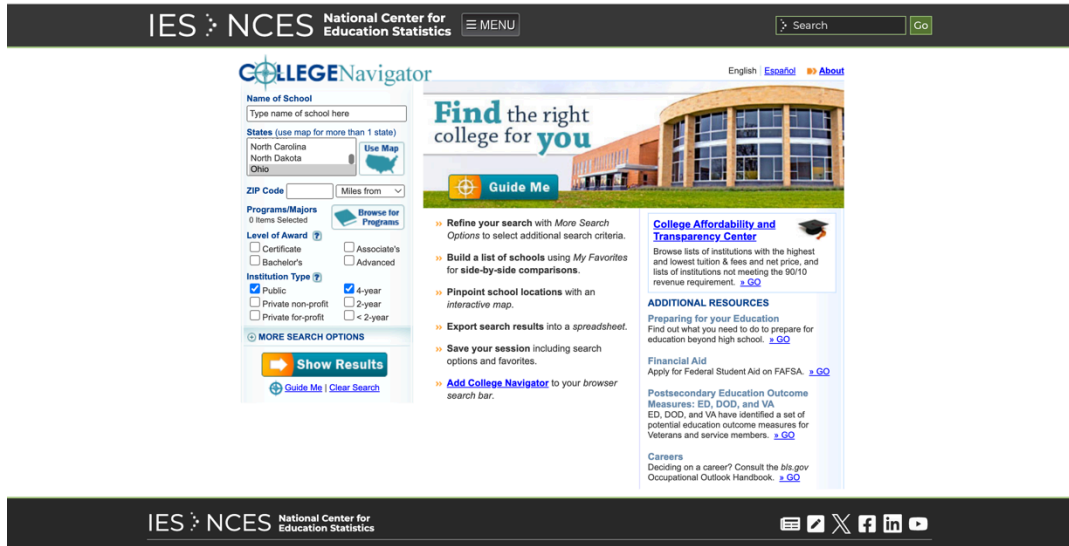 IES NCES National Center for
Education Statistics
MENU
Search
Go
COLLEGENavigator
English Español About
Name of School
Type name of school here
States (use map for more than 1 state)
North Carolina
North Dakota
Ohio
Use Map
ZIP Code Miles from
Programs/Majors
0 Items Selected
Browse for
Programs
Level of Award ?
Certificate Associate's
Bachelor's Advanced
Institution Type ?
Public 4-year
Private non-profit 2-year
Private for-profit < 2-year
MORE SEARCH OPTIONS
Show Results
Guide Me | Clear Search
Find the right
college for you
Guide Me
» Refine your search with More Search
Options to select additional search criteria.
» Build a list of schools using My Favorites
for side-by-side comparisons.
» Pinpoint school locations with an
interactive map.
» Export search results into a spreadsheet.
» Save your session including search
options and favorites.
» Add College Navigator to your browser
search bar.
College Affordability and
Transparency Center
Browse lists of institutions with the highest
and lowest tuition & fees and net price, and
lists of institutions not meeting the 90/10
revenue requirement. » GO
ADDITIONAL RESOURCES
Preparing for your Education
Find out what you need to do to prepare for
education beyond high school. » GO
Financial Aid
Apply for Federal Student Aid on FAFSA. » GO
Postsecondary Education Outcome
Measures: ED, DOD, and VA
ED, DOD, and VA have identified a set of
potential education outcome measures for
Veterans and service members. » GO
Careers
Deciding on a career? Consult the bls.gov
Occupational Outlook Handbook. » GO
IES NCES National Center for
Education Statistics